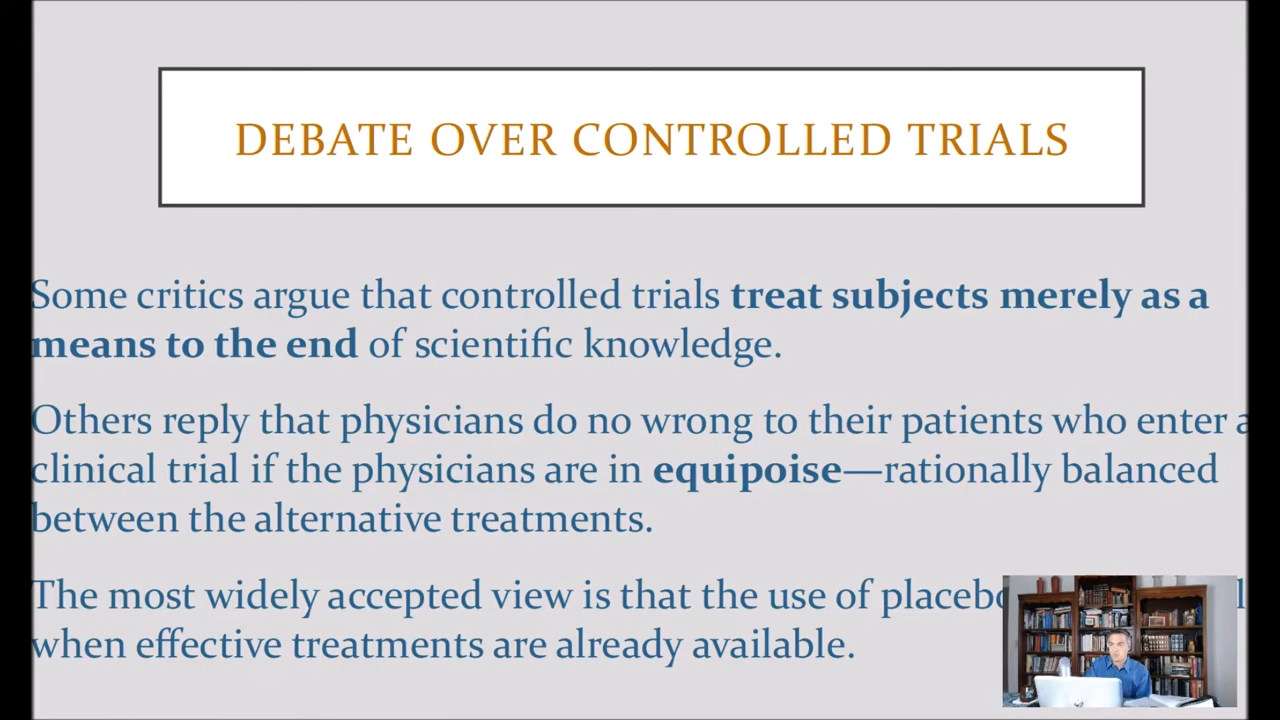 DEBATE OVER CONTROLLED TRIALS
Some critics argue that controlled trials treat subjects merely as a
means to the end of scientific knowledge.
Others reply that physicians do no wrong to their patients who enter a
clinical trial if the physicians are in equipoise—rationally balanced
between the alternative treatments.
The most widely accepted view is that the use of
when effective treatments are already available.